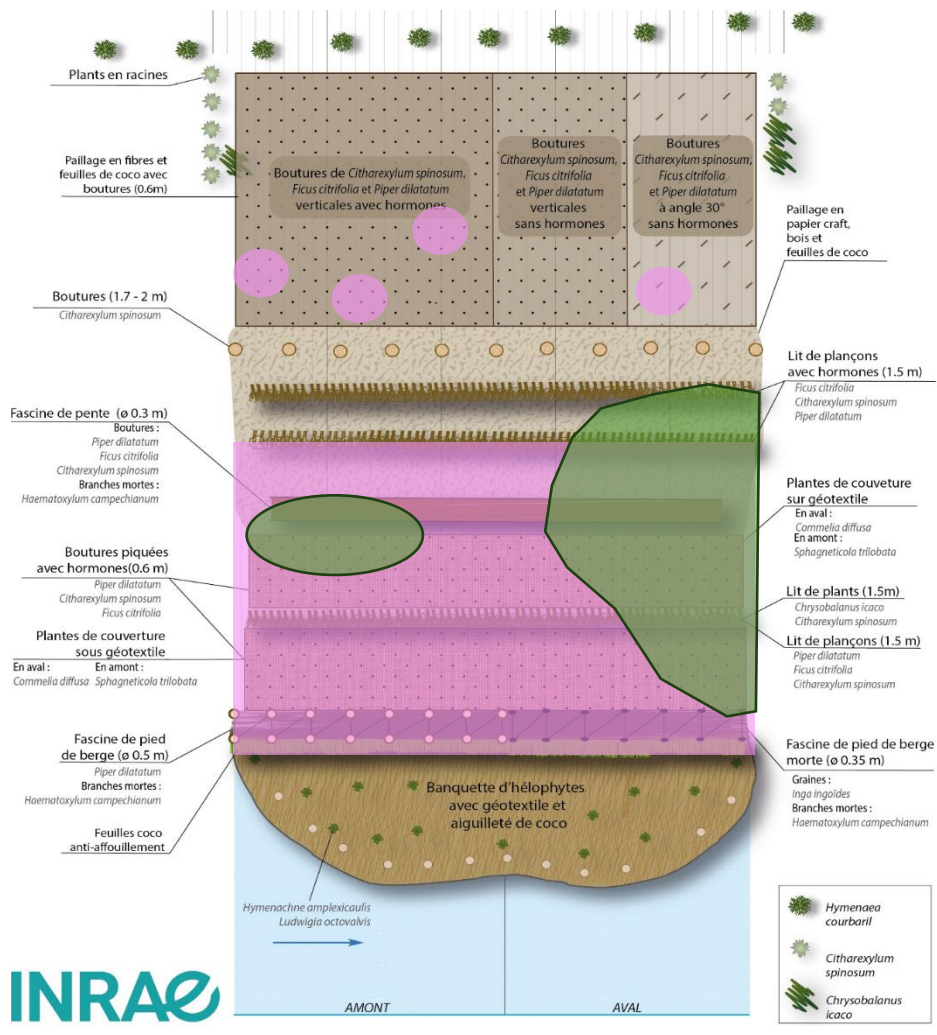 Plants en racines
Paillage en fibres et
feuilles de coco avec
boutures (0.6m)
Boutures de Citharexylum spinosum,
Ficus citrifolia et Piper dilatatum
verticales avec hormones
Boutures
Citharexylum spinosum,
Ficus citrifolia
et Piper dilatatum
verticales
sans hormones
Boutures
Citharexylum spinosum,
Ficus citrifolia
et Piper dilatatum
à angle 30°
sans hormones
Paillage en
papier craft,
bois et
feuilles de coco
Boutures (1.7 - 2 m)
Citharexylum spinosum
Lit de plançons
avec hormones (1.5 m)
Ficus citrifolia
Citharexylum spinosum
Piper dilatatum
Fascine de pente (ø 0.3 m)
Boutures :
Piper dilatatum
Ficus citrifolia
Citharexylum spinosum
Branches mortes :
Haematoxylum campechianum
Plantes de couveture
sur géotextile
En aval :
Commelia diffusa
En amont :
Sphagneticola trilobata
Boutures piquées
avec hormones(0.6 m)
Piper dilatatum
Citharexylum spinosum
Ficus citrifolia
Lit de plants (1.5m)
Chrysobalanus icaco
Citharexylum spinosum
Plantes de couverture
sous géotextile
En aval : En amont :
Commelia diffusa Sphagneticola trilobata
Lit de plançons (1.5 m)
Piper dilatatum
Ficus citrifolia
Citharexylum spinosum
Fascine de pied
de berge (ø 0.5 m)
Piper dilatatum
Branches mortes :
Haematoxylum campechianum
Fascine de pied de berge
morte (ø 0.35 m)
Graines :
Inga ingoïdes
Branches mortes :
Haematoxylum campechianum
Banquette d'hélophytes
avec géotextile et
aiguilleté de coco
Feuilles coco
anti-affouillement
Hymenachne amplexicaulis
Ludwigia octovalvis
Hymenaea
courbaril
Citharexylum
spinosum
Chrysobalanus
icaco
INRAE
AMONT
AVAL